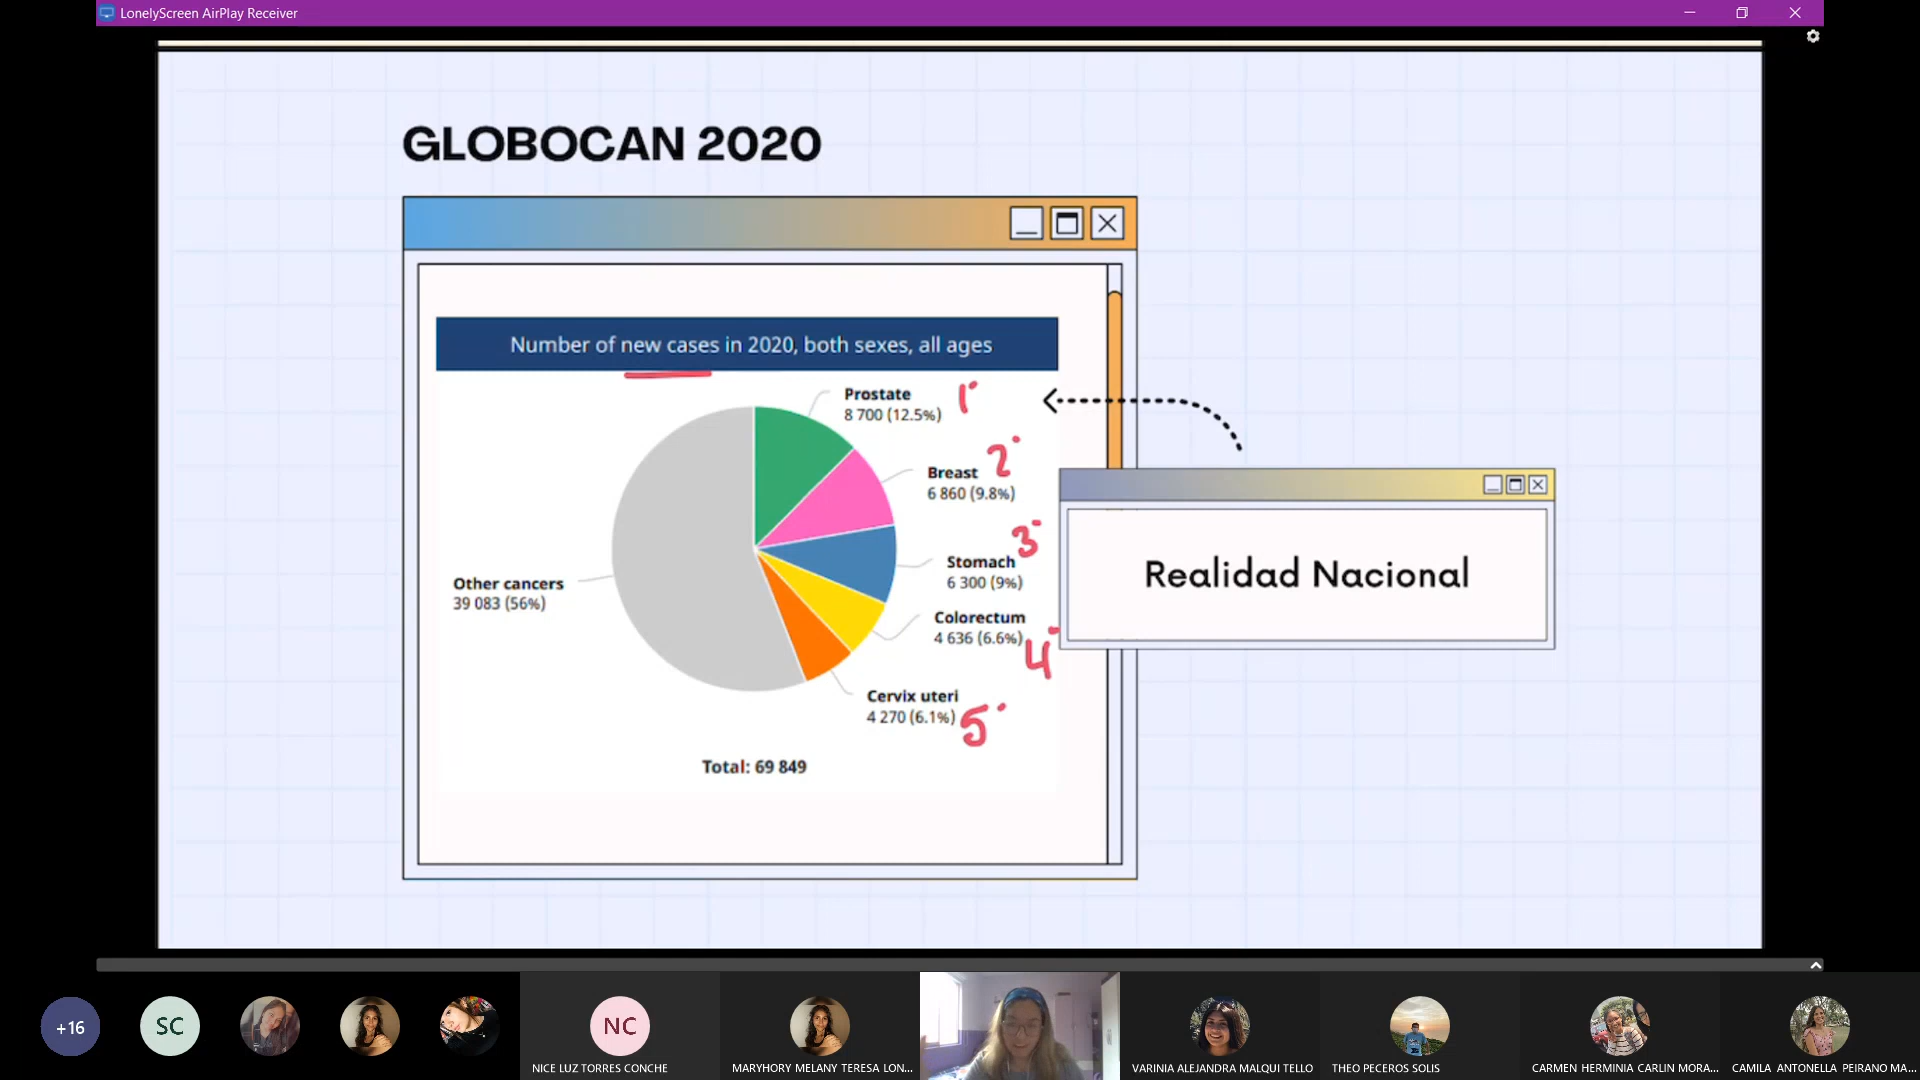 LonelyScreen AirPlay Receiver
GLOBOCAN 2020
Number of new cases in 2020, both sexes, all ages
Prostate
8 700 (12.5%)
1°
Breast
6 860 (9.8%)
2°
Stomach
6 300 (9%)
3°
Colorectum
4 636 (6.6%)
4°
Cervix uteri
4 270 (6.1%)
5°
Other cancers
39 083 (56%)
Total: 69 849
Realidad Nacional
+16
SC
NC
NICE LUZ TORRES CONCHE
MARYHORY MELANY TERESA LON...
VARINIA ALEJANDRA MALQUI TELLO
THEO PECEROS SOLIS
CARMEN HERMINIA CARLIN MORA...
CAMILA ANTONELLA PEIRANO MA...